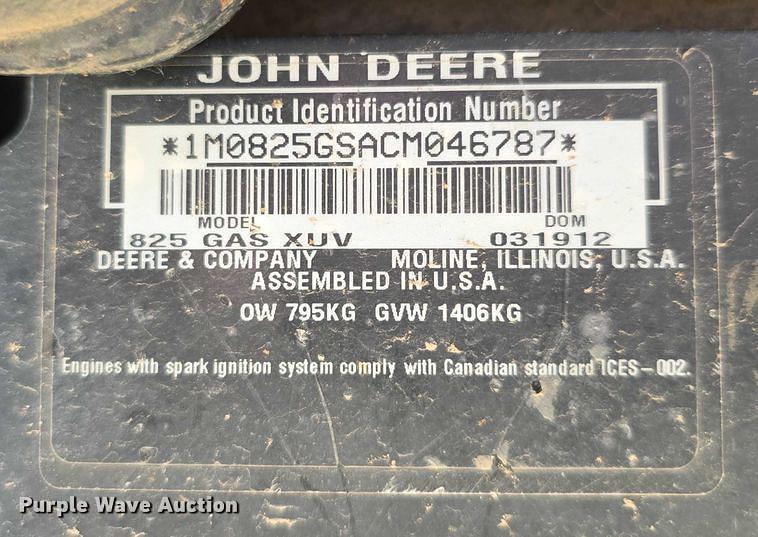 JOHN DEERE
Product Identification Number
*1M0825GSACM046787*
MODEL DOM
825 GAS XUV 031912
DEERE & COMPANY MOLINE, ILLINOIS, U.S.A.
ASSEMBLED IN U.S.A.
OW 795KG GVW 1406KG
Engines with spark ignition system comply with Canadian standard ICES-002.
Purple Wave Auction